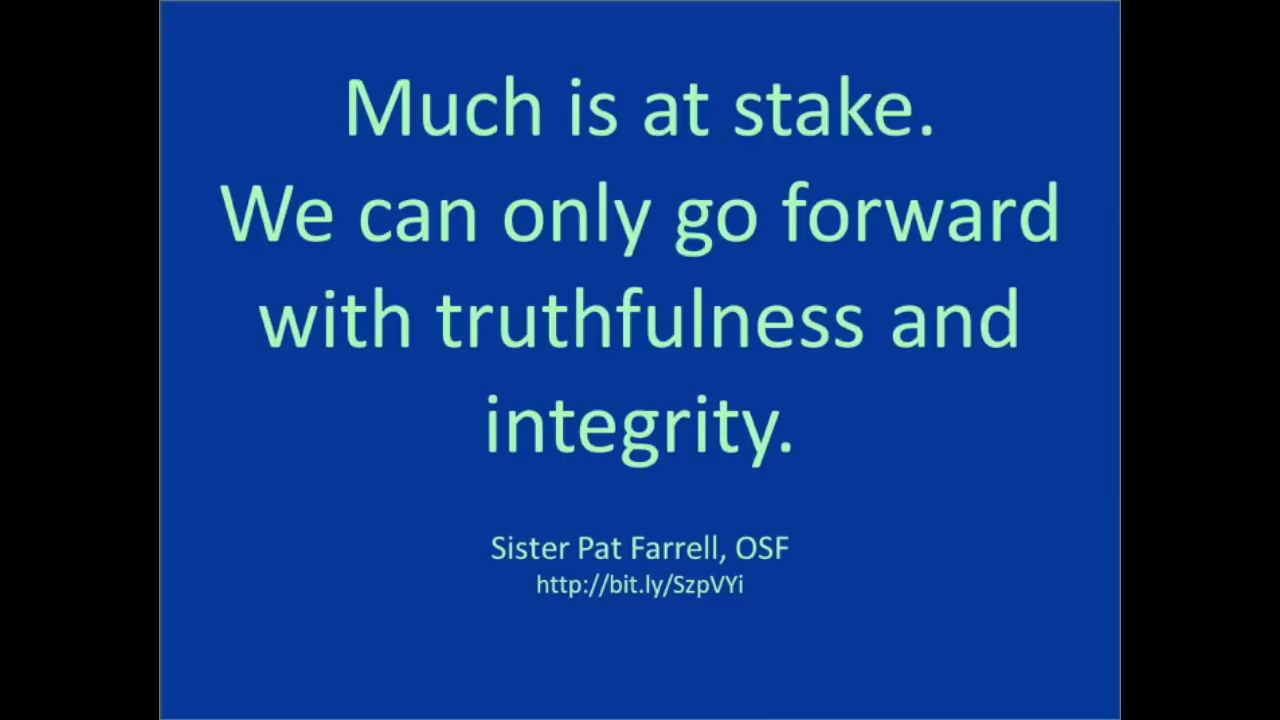 Much is at stake.
We can only go forward
with truthfulness and
integrity.
Sister Pat Farrell, OSF
http://bit.ly/SzpVYi